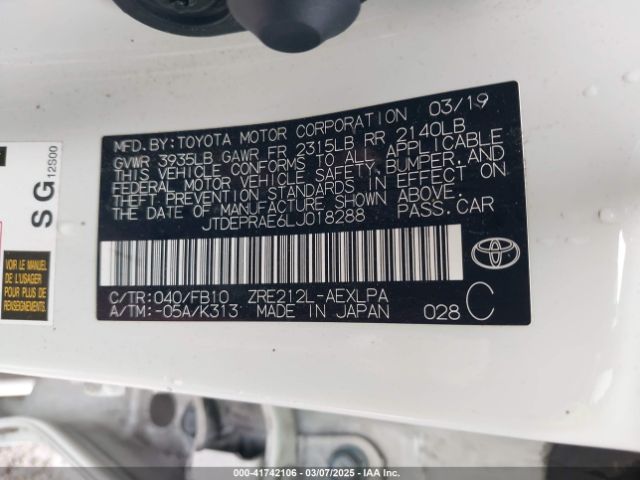 MFD. BY:TOYOTA MOTOR CORPORATION 03/19
GVWR 3935LB GAWR FR 2315LB RR 2140LB
THIS VEHICLE CONFORMS TO ALL APPLICABLE
FEDERAL MOTOR VEHICLE SAFETY, BUMPER, AND
THEFT PREVENTION STANDARDS IN EFFECT ON
THE DATE OF MANUFACTURE SHOWN ABOVE.
JTDEPRAE6LJ018288 PASS. CAR
C/TR:040/FB10 ZRE212L-AEXLPA
A/TM:-05A/K313 MADE IN JAPAN 028 C
TOYOTA
SG 12S00
VOIR LE MANUEL
DE L'USAGER POUR
PLUS DE
000-41742106 - 03/07/2025 - IAA Inc.